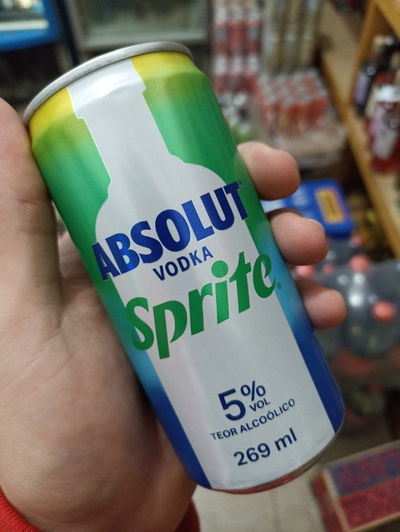 ABSOLUT
VODKA
Sprite
5% VOL
TEOR ALCOÓLICO
269 ml